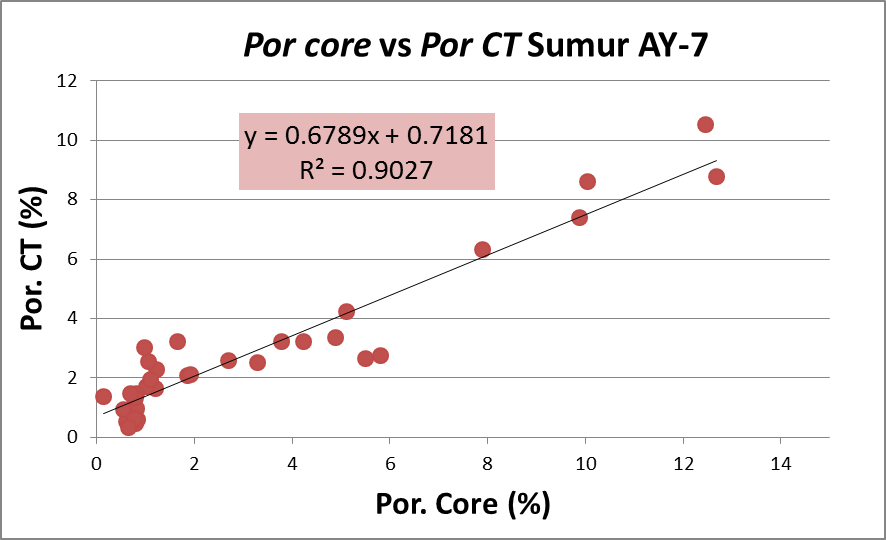 Por core vs Por CT Sumur AY-7
y = 0.6789x + 0.7181
R² = 0.9027
Por. CT (%)
12
10
8
6
4
2
0
0 2 4 6 8 10 12 14
Por. Core (%)